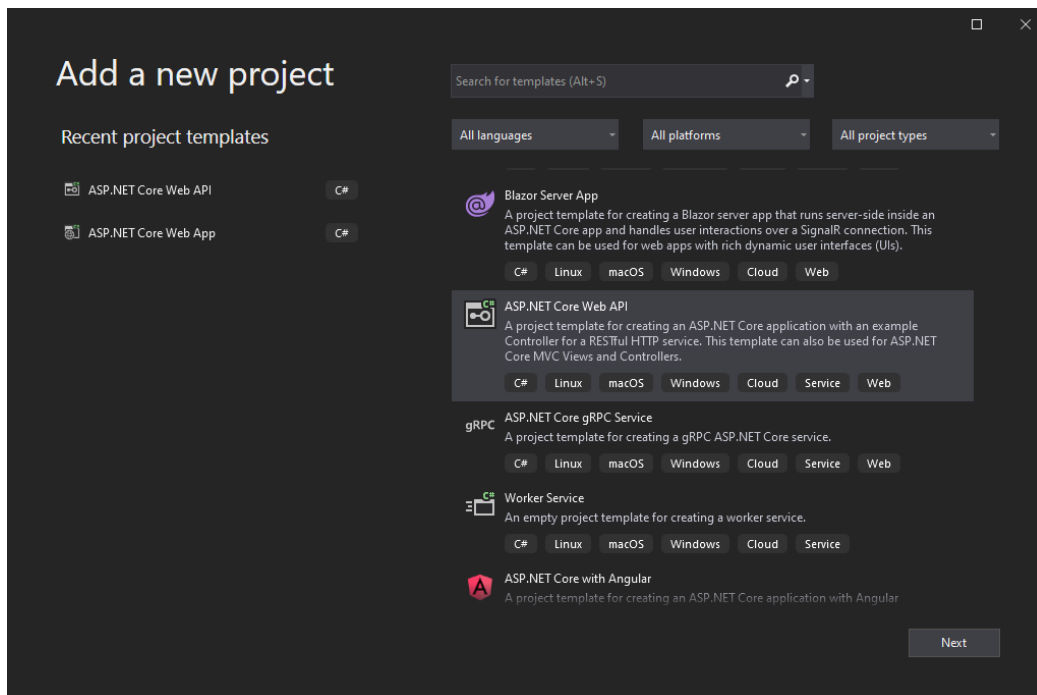 Add a new project
Search for templates (Alt+S)
Recent project templates
All languages
All platforms
All project types
ASP.NET Core Web API
C#
ASP.NET Core Web App
C#
Blazor Server App
A project template for creating a Blazor server app that runs server-side inside an
ASP.NET Core app and handles user interactions over a SignalR connection. This
template can be used for web apps with rich dynamic user interfaces (UIs).
C# Linux macOS Windows Cloud Web
C#
ASP.NET Core Web API
A project template for creating an ASP.NET Core application with an example
Controller for a RESTful HTTP service. This template can also be used for ASP.NET
Core MVC Views and Controllers.
C# Linux macOS Windows Cloud Service Web
gRPC
ASP.NET Core gRPC Service
A project template for creating a gRPC ASP.NET Core service.
C# Linux macOS Windows Cloud Service Web
C#
Worker Service
An empty project template for creating a worker service.
C# Linux macOS Windows Cloud Service
A
ASP.NET Core with Angular
A project template for creating an ASP.NET Core application with Angular
Next